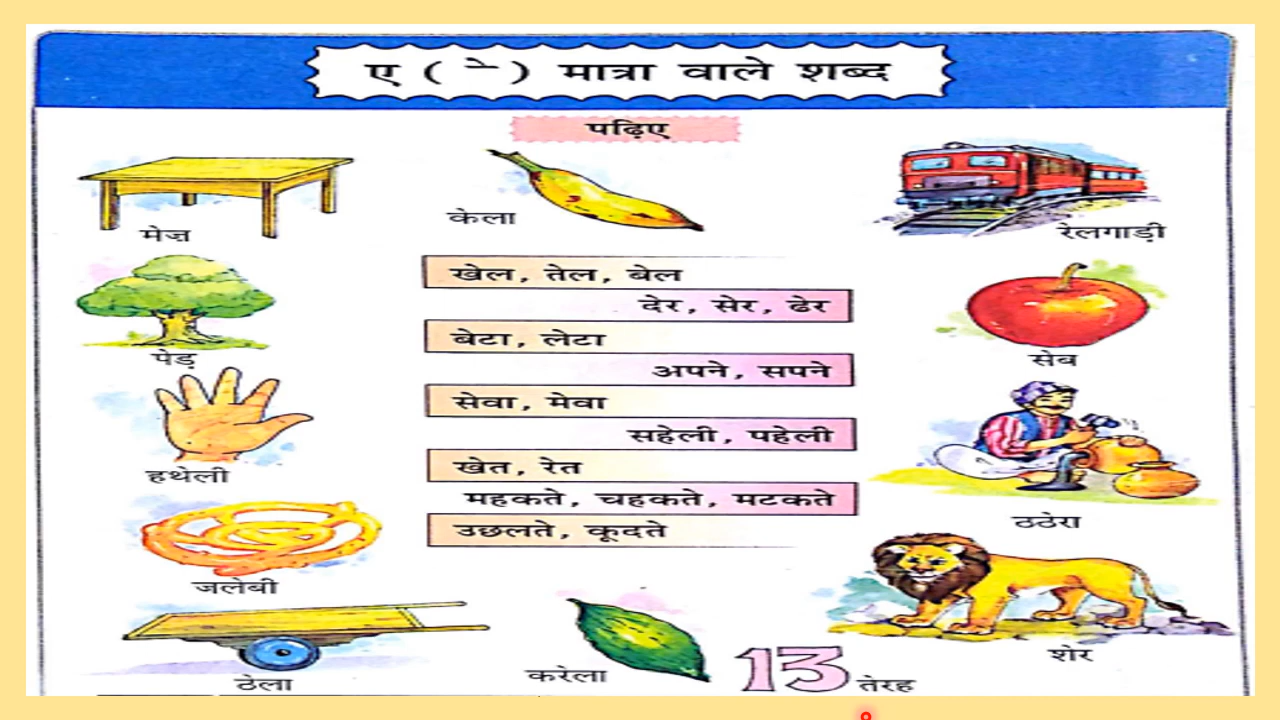 ए ( े ) मात्रा वाले शब्द
पढ़िए
मेज़
केला
रेलगाड़ी
खेल, तेल, बेल
देर, सेर, ढेर
बेटा, लेटा
पेड़
सेब
अपने, सपने
सेवा, मेवा
सहेली, पहेली
हथेली
खेत, रेत
महकते, चहकते, मटकते
ठठेरा
उछलते, कूदते
जलेबी
शेर
ठेला
करेला
13 तेरह